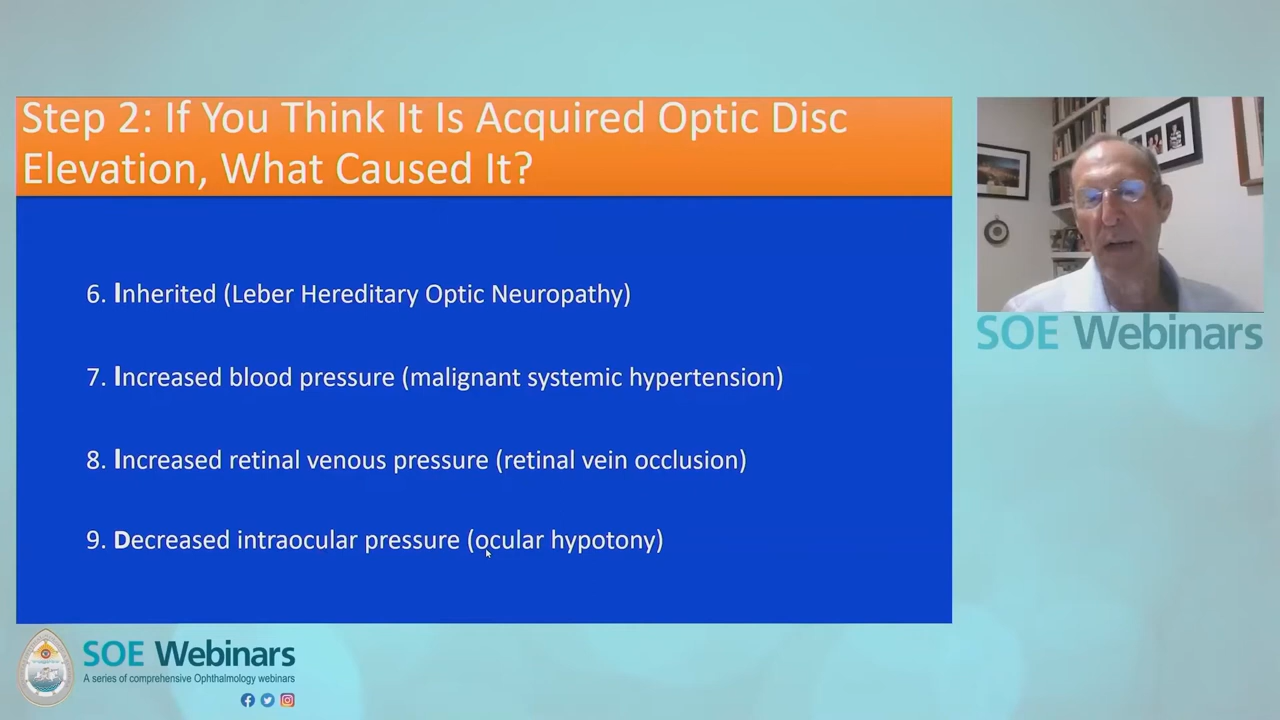 Step 2: If You Think It Is Acquired Optic Disc
Elevation, What Caused It?
6. Inherited (Leber Hereditary Optic Neuropathy)
7. Increased blood pressure (malignant systemic hypertension)
8. Increased retinal venous pressure (retinal vein occlusion)
9. Decreased intraocular pressure (ocular hypotony)
SOE Webinars
SOE Webinars
A series of comprehensive Ophthalmology webinars